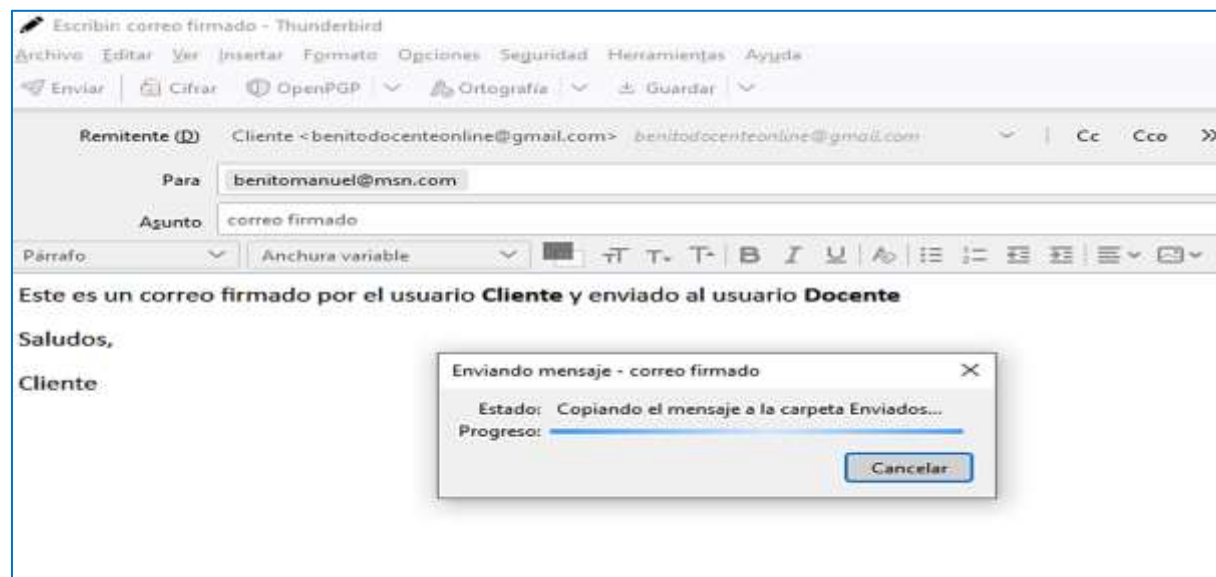 Escribir: correo firmado - Thunderbird
Archivo Editar Ver Insertar Formato Opciones Seguridad Herramientas Ayuda
Enviar Cifrar OpenPGP Ortografía Guardar
Remitente (D) Cliente <benitodocenteonline@gmail.com> benitodocenteonline@gmail.com Cc Cco »
Para benitomanuel@msn.com
Asunto correo firmado
Párrafo Anchura variable
Este es un correo firmado por el usuario Cliente y enviado al usuario Docente
Saludos,
Cliente
Enviando mensaje - correo firmado
Estado: Copiando el mensaje a la carpeta Enviados...
Progreso:
Cancelar